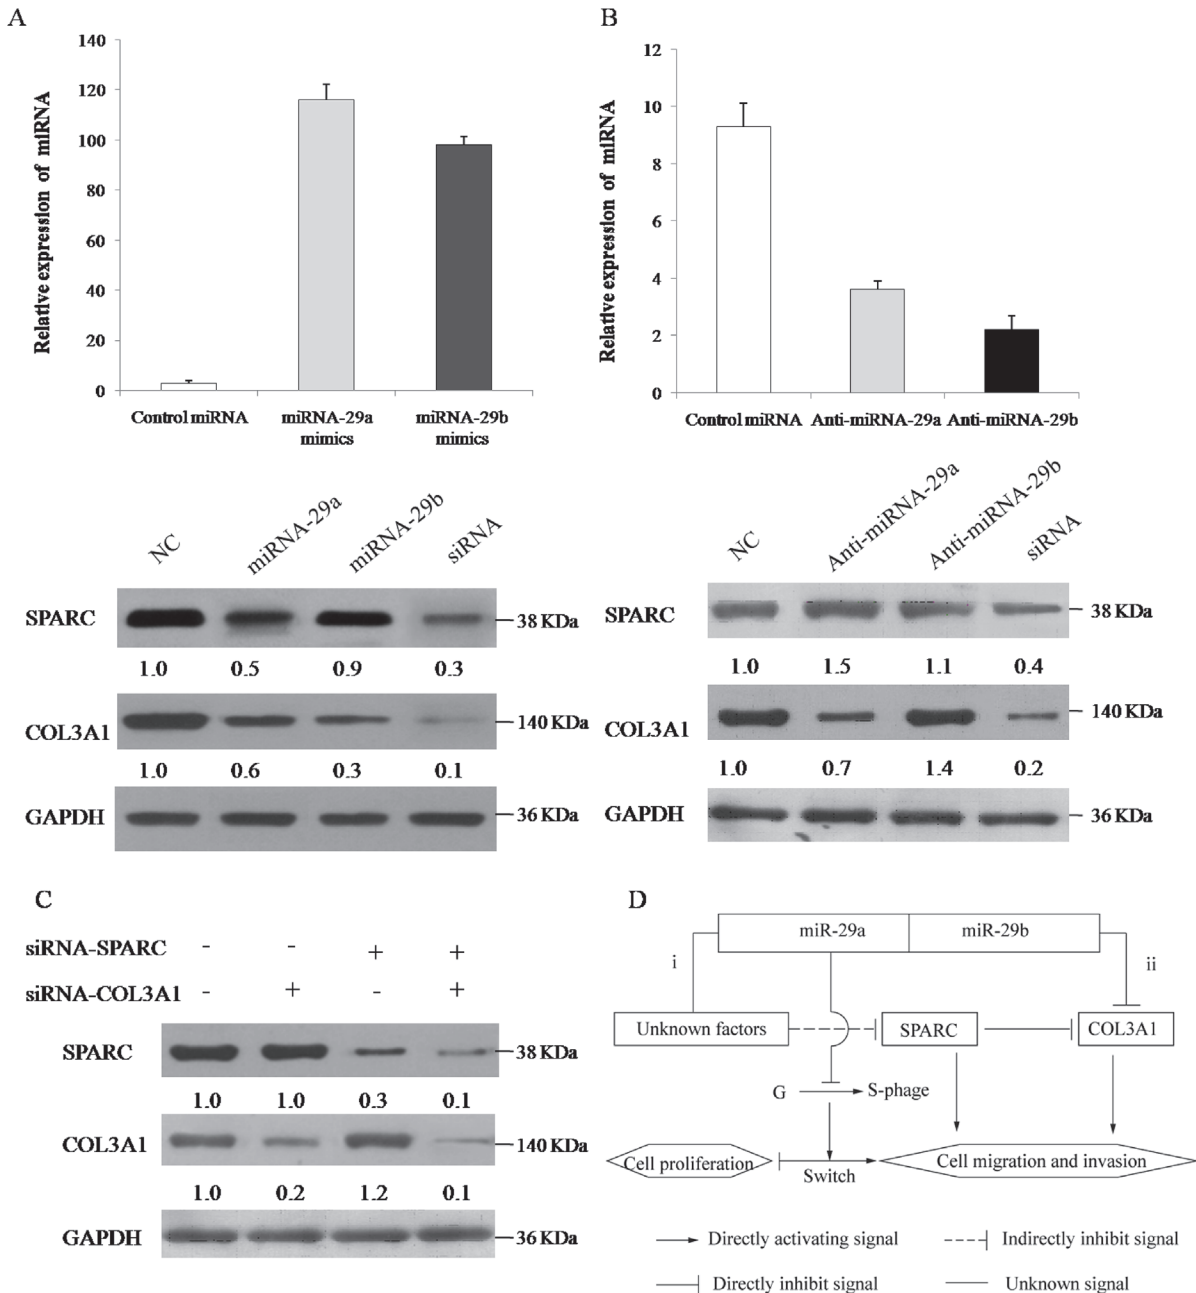 A
140
120
100
80
60
40
20
0
Relative expression of miRNA
Control miRNA
miRNA-29a mimics
miRNA-29b mimics
B
12
10
8
6
4
2
0
Relative expression of miRNA
Control miRNA
Anti-miRNA-29a
Anti-miRNA-29b
NC miRNA-29a miRNA-29b siRNA
SPARC 38 KDa
1.0 0.5 0.9 0.3
COL3A1 140 KDa
1.0 0.6 0.3 0.1
GAPDH 36 KDa
NC Anti-miRNA-29a Anti-miRNA-29b siRNA
SPARC 38 KDa
1.0 1.5 1.1 0.4
COL3A1 140 KDa
1.0 0.7 1.4 0.2
GAPDH 36 KDa
C
siRNA-SPARC - - + +
siRNA-COL3A1 - + - +
SPARC 38 KDa
1.0 1.0 0.3 0.1
COL3A1 140 KDa
1.0 0.2 1.2 0.1
GAPDH 36 KDa
D
miR-29a miR-29b
i ii
Unknown factors SPARC COL3A1
G S-phage
Cell proliferation Switch Cell migration and invasion
Directly activating signal Indirectly inhibit signal
Directly inhibit signal Unknown signal